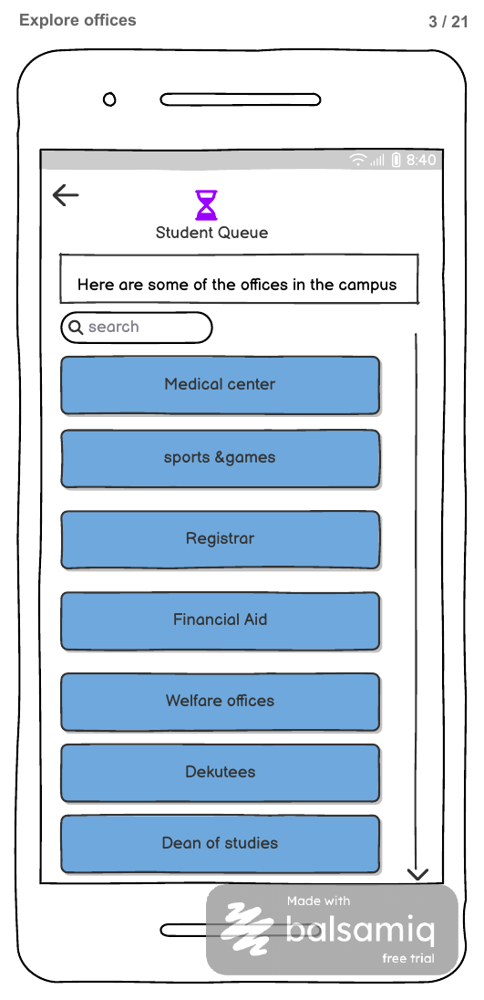 Explore offices
3 / 21
8:40
Student Queue
Here are some of the offices in the campus
search
Medical center
sports &games
Registrar
Financial Aid
Welfare offices
Dekutees
Dean of studies
Made with
balsamiq
free trial